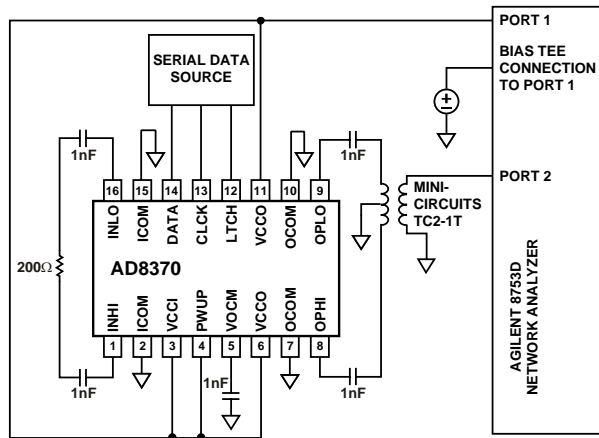 PORT 1
BIAS TEE
CONNECTION
TO PORT 1
SERIAL DATA
SOURCE
1nF
1nF
16 15 14 13 12 11 10 9
INLO ICOM DATA CLCK LTCH VCCO OCOM OPLO
PORT 2
MINI-
CIRCUITS
TC2-1T
200Ω
AD8370
INHI ICOM VCCI PWUP VOCM VCCO OCOM OPHI
1 2 3 4 5 6 7 8
1nF
1nF
1nF
AGILENT 8753D
NETWORK ANALYZER